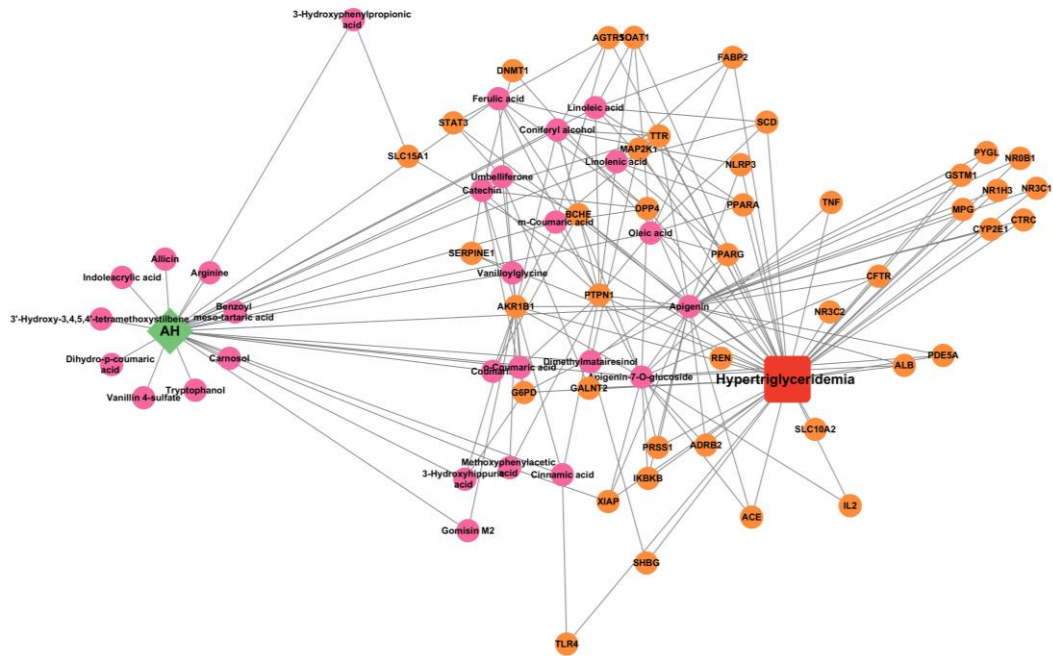 3-Hydroxyphenylpropionic
acid
AGTR1
SOAT1
FABP2
DNMT1
Ferulic acid
Linoleic acid
SCD
STAT3
Coniferyl alcohol
TTR
MAP2K1
SLC15A1
Linolenic acid
NLRP3
PYGL
NR0B1
GSTM1
Umbelliferone
Catechin
NR1H3
NR3C1
PPARA
TNF
MPG
BCHE
DPP4
m-Coumaric acid
CTRC
CYP2E1
Oleic acid
SERPINE1
PPARG
Allicin
Indoleacrylic acid
Arginine
Vanilloylglycine
CFTR
PTPN1
AKR1B1
Apigenin
NR3C2
Benzoyl
meso-tartaric acid
3'-Hydroxy-3,4,5,4'-tetramethoxystilbene
AH
Carnosol
Dimethylmatairesinol
REN
PDE5A
ALB
Dihydro-p-coumaric
acid
p-Coumaric acid
Apigenin-7-O-glucoside
Hypertriglyceridemia
Tryptophanol
G6PD
GALNT2
Vanillin 4-sulfate
SLC10A2
PRSS1
ADRB2
Methoxyphenylacetic
acid
3-Hydroxyhippuric
acid
Cinnamic acid
IKBKB
XIAP
IL2
ACE
Gomisin M2
SHBG
TLR4